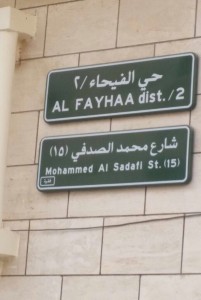 حي الفيحاء /٢
AL FAYHAA dist. /2
شارع محمد الصدفي (١٥)
Mohammed Al Sadafi St. (15)